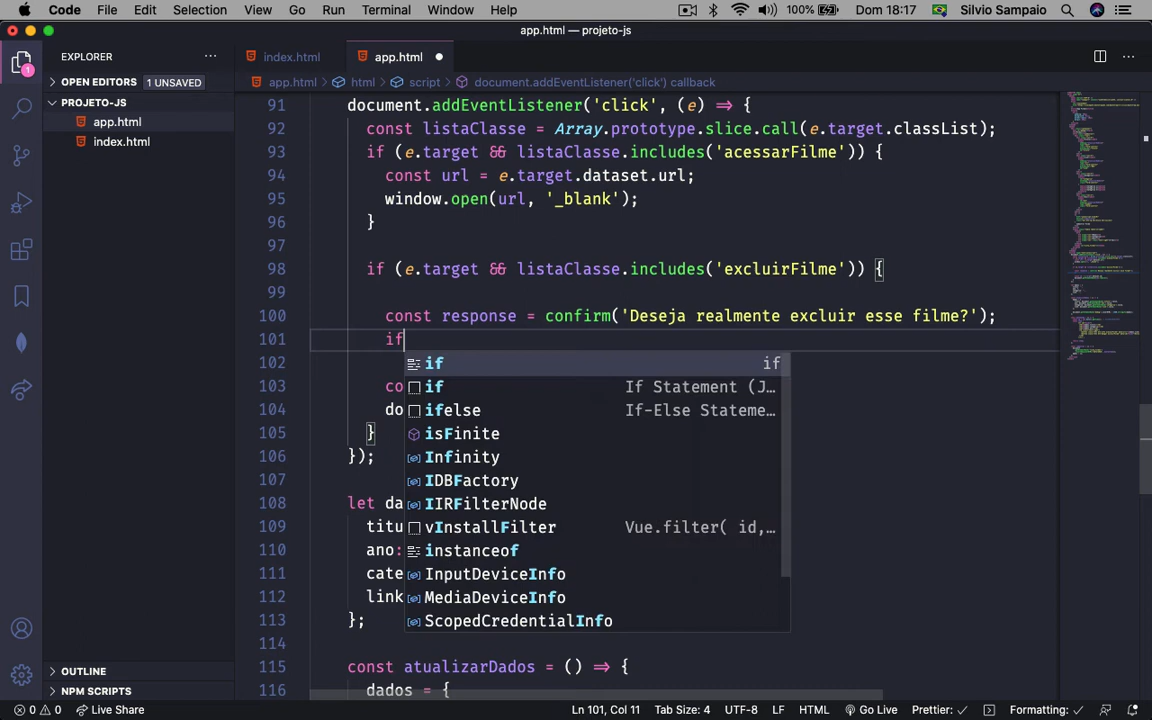 Code File Edit Selection View Go Run Terminal Window Help 100% Dom 18:17 Silvio Sampaio
app.html — projeto-js
EXPLORER
index.html app.html
OPEN EDITORS 1 UNSAVED
app.html > html > script > document.addEventListener('click') callback
PROJETO-JS
app.html
index.html
1
91 document.addEventListener('click', (e) => {
92 const listaClasse = Array.prototype.slice.call(e.target.classList);
93 if (e.target && listaClasse.includes('acessarFilme')) {
94 const url = e.target.dataset.url;
95 window.open(url, '_blank');
96 }
97
98 if (e.target && listaClasse.includes('excluirFilme')) {
99
100 const response = confirm('Deseja realmente excluir esse filme?');
101 if
102
103 co
104 do
105 }
106 });
107
108 let da
109 titu
110 ano:
111 cate
112 link
113 };
114
115 const atualizarDados = () => {
116 dados = {
if if
if If Statement (J…
ifelse If-Else Stateme…
isFinite
Infinity
IDBFactory
IIRFilterNode
vInstallFilter Vue.filter( id,…
instanceof
InputDeviceInfo
MediaDeviceInfo
ScopedCredentialInfo
OUTLINE
NPM SCRIPTS
0 0 Live Share Ln 101, Col 11 Tab Size: 4 UTF-8 LF HTML Go Live Prettier: ✓ Formatting: ✓